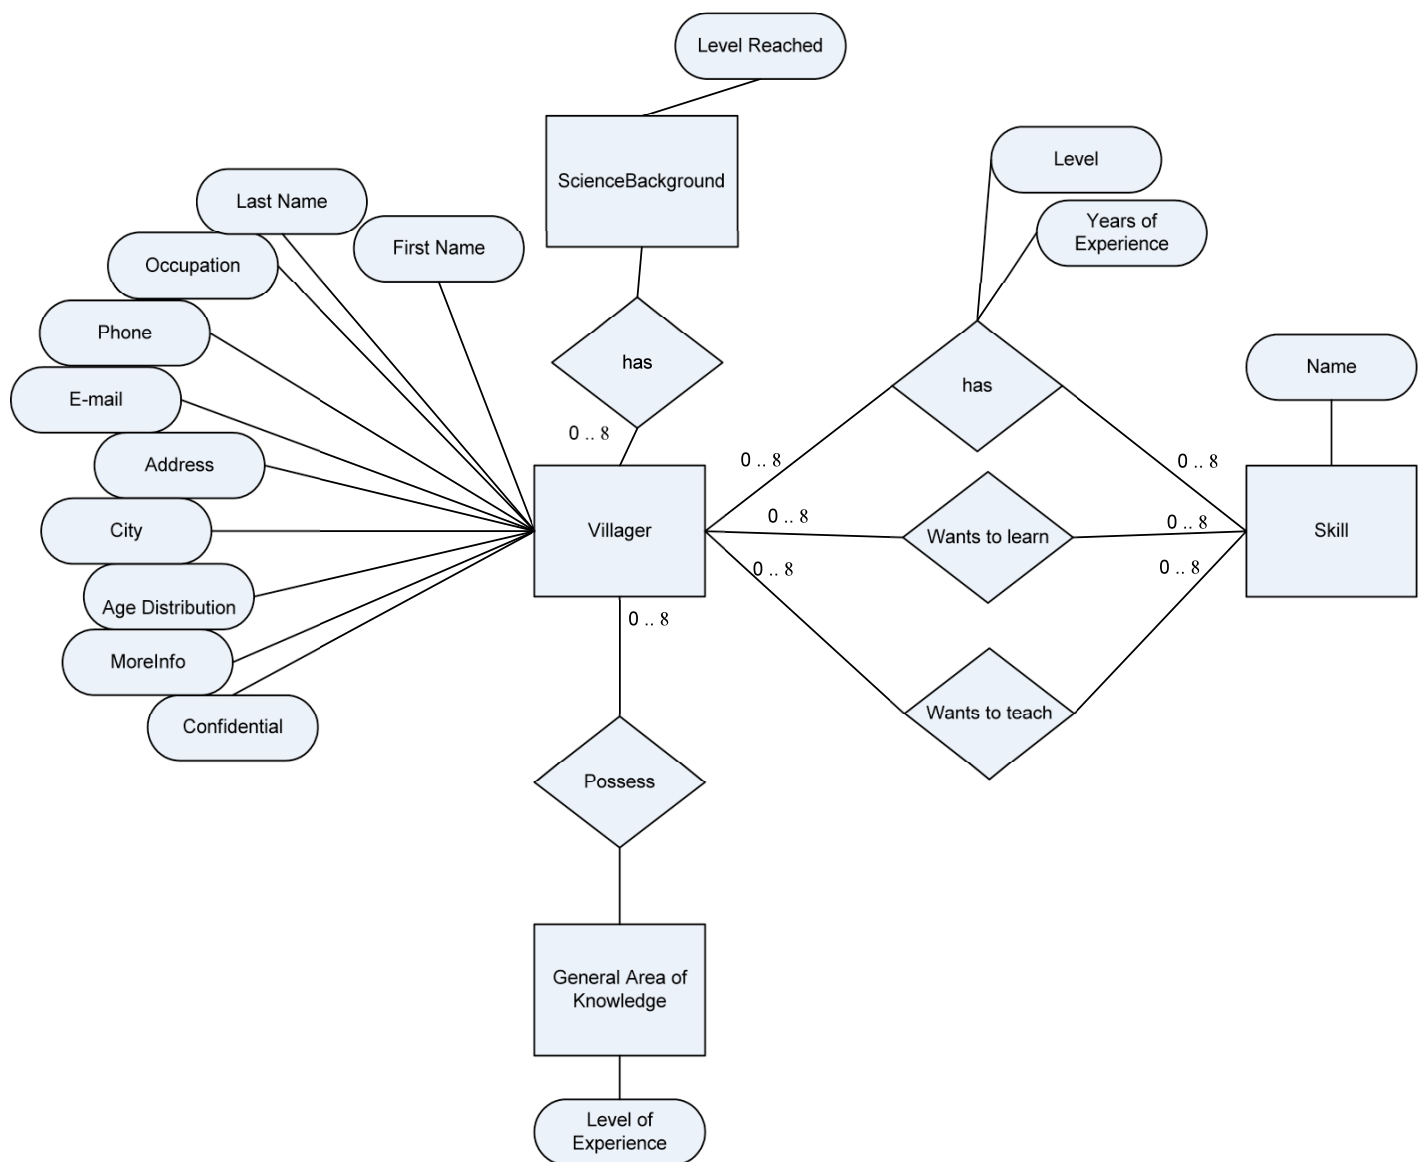 Level Reached
ScienceBackground
Level
Years of
Experience
Last Name
First Name
Occupation
Phone
has
has
Name
E-mail
0 .. 8
Address
0 .. 8
0 .. 8
City
Villager
0 .. 8
Wants to learn
0 .. 8
Skill
0 .. 8
0 .. 8
Age Distribution
0 .. 8
MoreInfo
Confidential
Wants to teach
Possess
General Area of
Knowledge
Level of
Experience